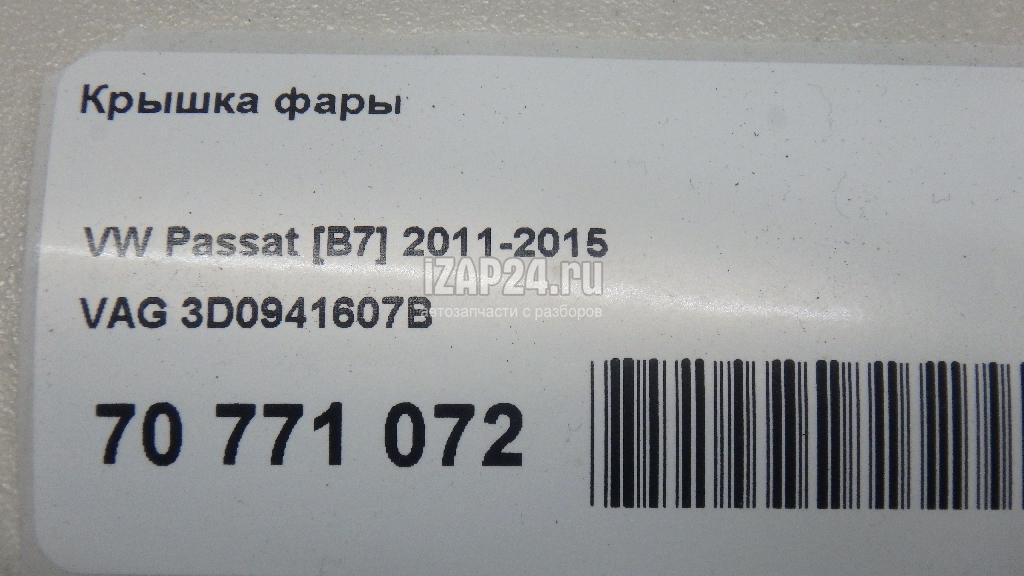 Крышка фары
VW Passat [B7] 2011-2015
iZAP24.ru
VAG 3D0941607B
автозапчасти с разборов
70 771 072